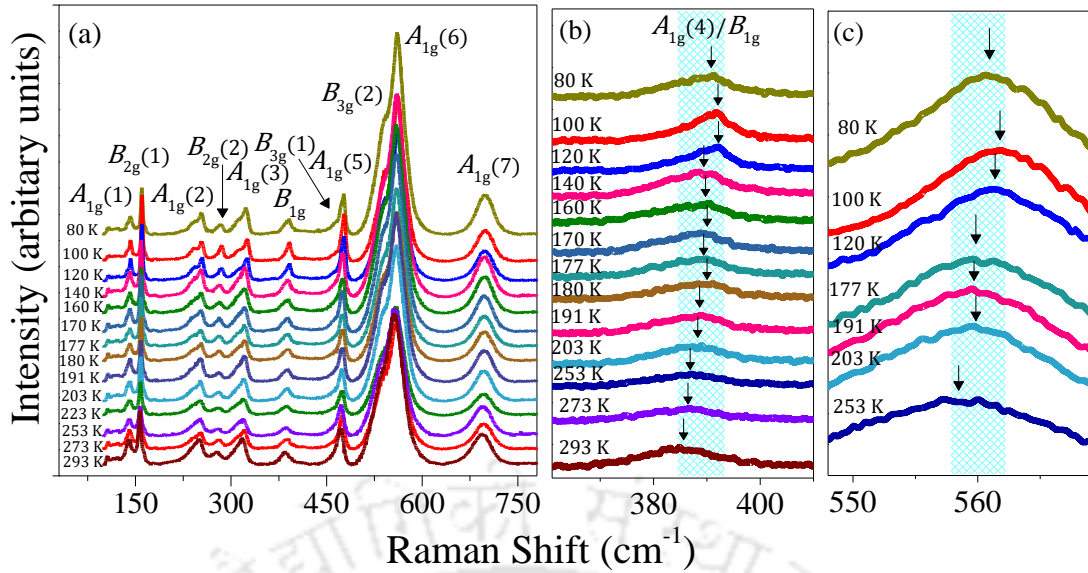 Intensity (arbitrary units)
(a)
A1g(6)
B3g(2)
B2g(1)
B2g(2)
B3g(1)
A1g(1)
A1g(2)
A1g(3)
B1g
A1g(5)
A1g(7)
80 K
100 K
120 K
140 K
160 K
170 K
177 K
180 K
191 K
203 K
223 K
253 K
273 K
293 K
150 300 450 600 750
(b)
A1g(4)/B1g
80 K
100 K
120 K
140 K
160 K
170 K
177 K
180 K
191 K
203 K
253 K
273 K
293 K
380 400
(c)
80 K
100 K
120 K
177 K
191 K
203 K
253 K
550 560
Raman Shift (cm-1)